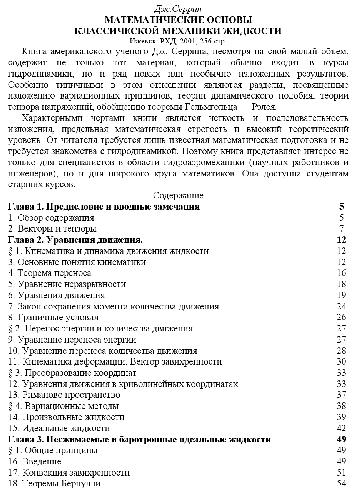 Дж.Серрин
МАТЕМАТИЧЕСКИЕ ОСНОВЫ
КЛАССИЧЕСКОЙ МЕХАНИКИ ЖИДКОСТИ
Ижевск: РХД, 2001, 256 стр.
Книга американского ученого Дж. Серрина, несмотря на свой малый объем,
содержит не только тот материал, который обычно входит в курсы
гидродинамики, но и ряд новых или необычно изложенных результатов.
Особенно типичными в этом отношении являются разделы, посвященные
изложению вариационных принципов, теории динамического подобия, теории
тензора напряжений, обобщению теоремы Гельмгольца — Рэлея.
Характерными чертами книги является четкость и последовательность
изложения, предельная математическая строгость и высокий теоретический
уровень. От читателя требуется лишь известная математическая подготовка и не
требуется знакомства с гидродинамикой. Поэтому книга представляет интерес не
только для специалистов в области гидроаэромеханики (научных работников и
инженеров), но и для широкого круга математиков. Она доступна студентам
старших курсов.
Содержание
Глава 1. Предисловие и вводные замечания 5
1. Обзор содержания 5
2. Векторы и тензоры 7
Глава 2. Уравнения движения. 12
§ 1. Кинематика и динамика движения жидкости 12
3. Основные понятия кинематики 12
4. Теорема переноса 16
5. Уравнение неразрывности 18
6. Уравнения движения 19
7. Закон сохранения момента количества движения 24
8. Граничные условия 26
§ 2. Перенос энергии и количества движения 27
9. Уравнение переноса энергии 27
10. Уравнение переноса количества движения 28
11. Кинематика деформации. Вектор завихренности 30
§ 3. Преобразование координат 33
12. Уравнения движения в криволинейных координатах 33
13. Риманово пространство 37
§ 4. Вариационные методы 38
14. Произвольные жидкости 39
15. Идеальные жидкости 42
Глава 3. Несжимаемые и баротропные идеальные жидкости 49
§ 1. Общие принципы 49
16. Введение 49
17. Конвекция завихренности 51
18. Теоремы Бернулли 54